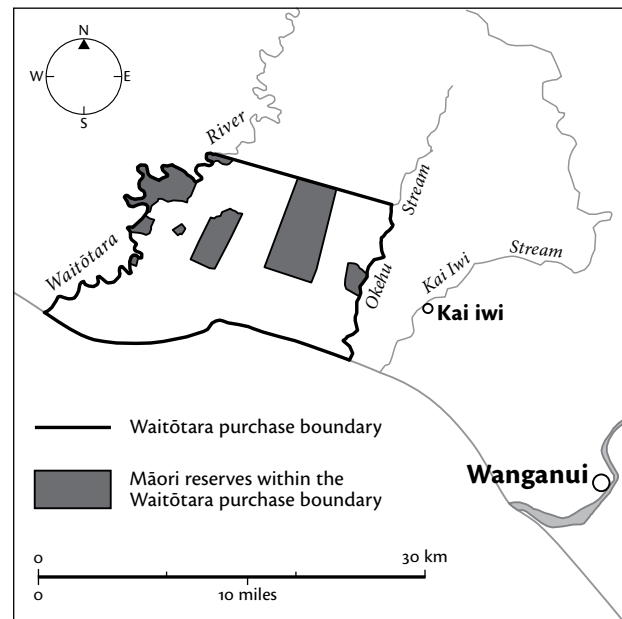 N
W
E
S
River
Waitōtara
Okehu
Stream
Kai Iwi
Stream
Kai iwi
Waitōtara purchase boundary
Māori reserves within the
Waitōtara purchase boundary
Wanganui
0
30 km
0
10 miles